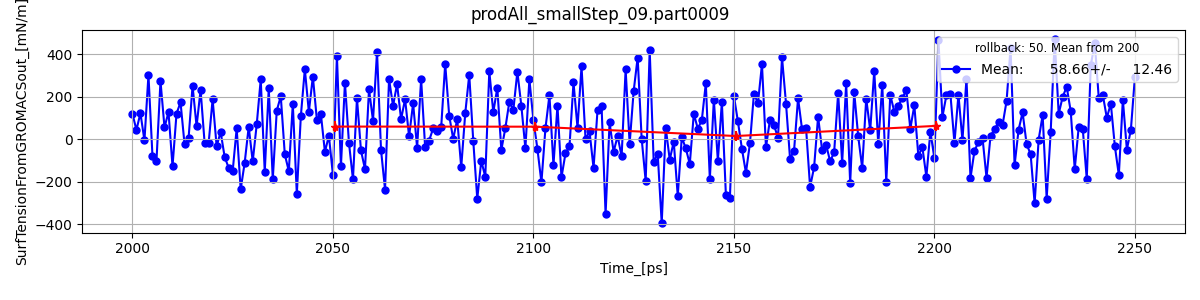 prodAll_smallStep_09.part0009
SurfTensionFromGROMACSout_[mN/m]
400
200
0
−200
−400
rollback: 50. Mean from 200
Mean: 58.66+/- 12.46
2000
2050
2100
2150
2200
2250
Time_[ps]